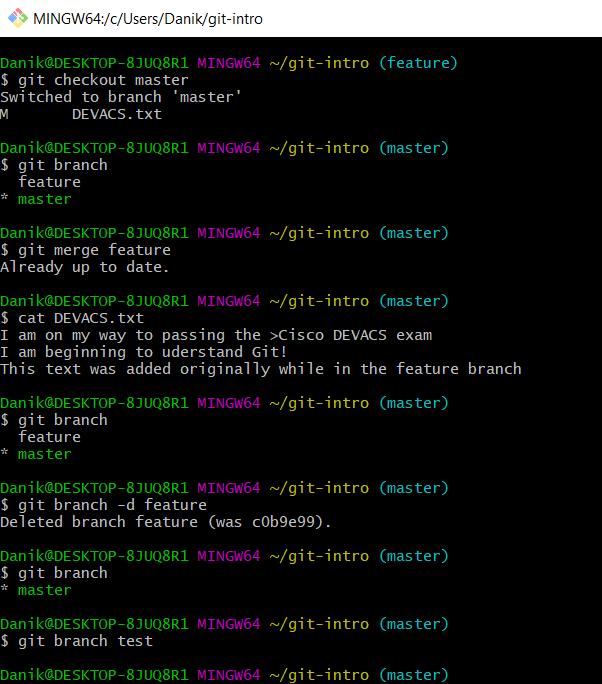 MINGW64:/c/Users/Danik/git-intro
Danik@DESKTOP-8JUQ8R1 MINGW64 ~/git-intro (feature)
$ git checkout master
Switched to branch 'master'
M       DEVACS.txt
Danik@DESKTOP-8JUQ8R1 MINGW64 ~/git-intro (master)
$ git branch
  feature
* master
Danik@DESKTOP-8JUQ8R1 MINGW64 ~/git-intro (master)
$ git merge feature
Already up to date.
Danik@DESKTOP-8JUQ8R1 MINGW64 ~/git-intro (master)
$ cat DEVACS.txt
I am on my way to passing the >Cisco DEVACS exam
I am beginning to uderstand Git!
This text was added originally while in the feature branch
Danik@DESKTOP-8JUQ8R1 MINGW64 ~/git-intro (master)
$ git branch
  feature
* master
Danik@DESKTOP-8JUQ8R1 MINGW64 ~/git-intro (master)
$ git branch -d feature
Deleted branch feature (was c0b9e99).
Danik@DESKTOP-8JUQ8R1 MINGW64 ~/git-intro (master)
$ git branch
* master
Danik@DESKTOP-8JUQ8R1 MINGW64 ~/git-intro (master)
$ git branch test
Danik@DESKTOP-8JUQ8R1 MINGW64 ~/git-intro (master)